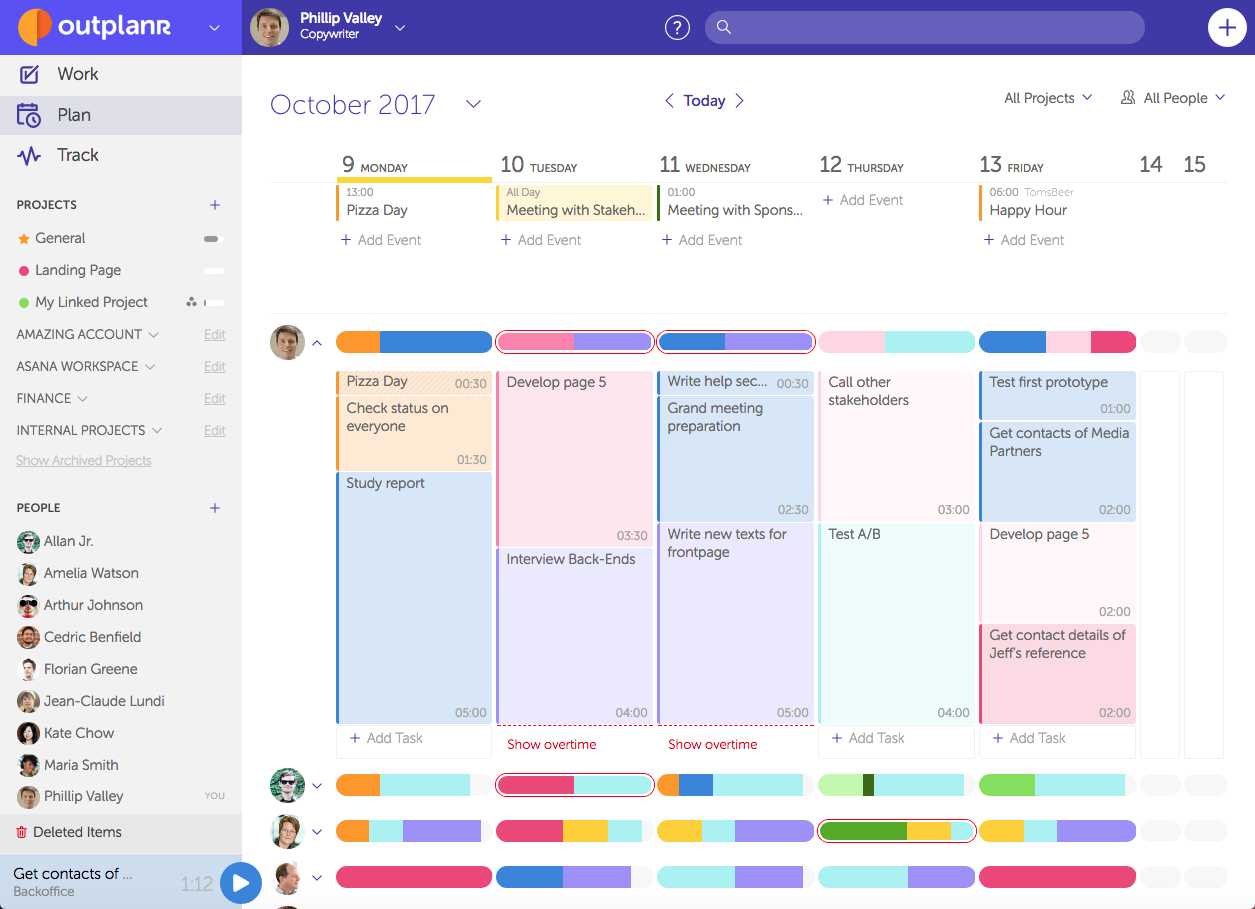 outplanr
Phillip Valley
Copywriter
?
Work
Plan
Track
PROJECTS
General
Landing Page
My Linked Project
AMAZING ACCOUNT
Edit
ASANA WORKSPACE
Edit
FINANCE
Edit
INTERNAL PROJECTS
Edit
Show Archived Projects
PEOPLE
Allan Jr.
Amelia Watson
Arthur Johnson
Cedric Benfield
Florian Greene
Jean-Claude Lundi
Kate Chow
Maria Smith
Phillip Valley
YOU
Deleted Items
Get contacts of ...
Backoffice
1:12
October 2017
Today
All Projects
All People
9 MONDAY
10 TUESDAY
11 WEDNESDAY
12 THURSDAY
13 FRIDAY
14
15
13:00
Pizza Day
+ Add Event
All Day
Meeting with Stakeh...
+ Add Event
01:00
Meeting with Spons...
+ Add Event
+ Add Event
06:00 TomsBeer
Happy Hour
+ Add Event
Pizza Day
00:30
Check status on
everyone
01:30
Study report
05:00
+ Add Task
Develop page 5
03:30
Interview Back-Ends
04:00
Show overtime
Write help sec...
00:30
Grand meeting
preparation
02:30
Write new texts for
frontpage
05:00
Show overtime
Call other
stakeholders
03:00
Test A/B
04:00
+ Add Task
Test first prototype
01:00
Get contacts of Media
Partners
02:00
Develop page 5
02:00
Get contact details of
Jeff's reference
02:00
+ Add Task